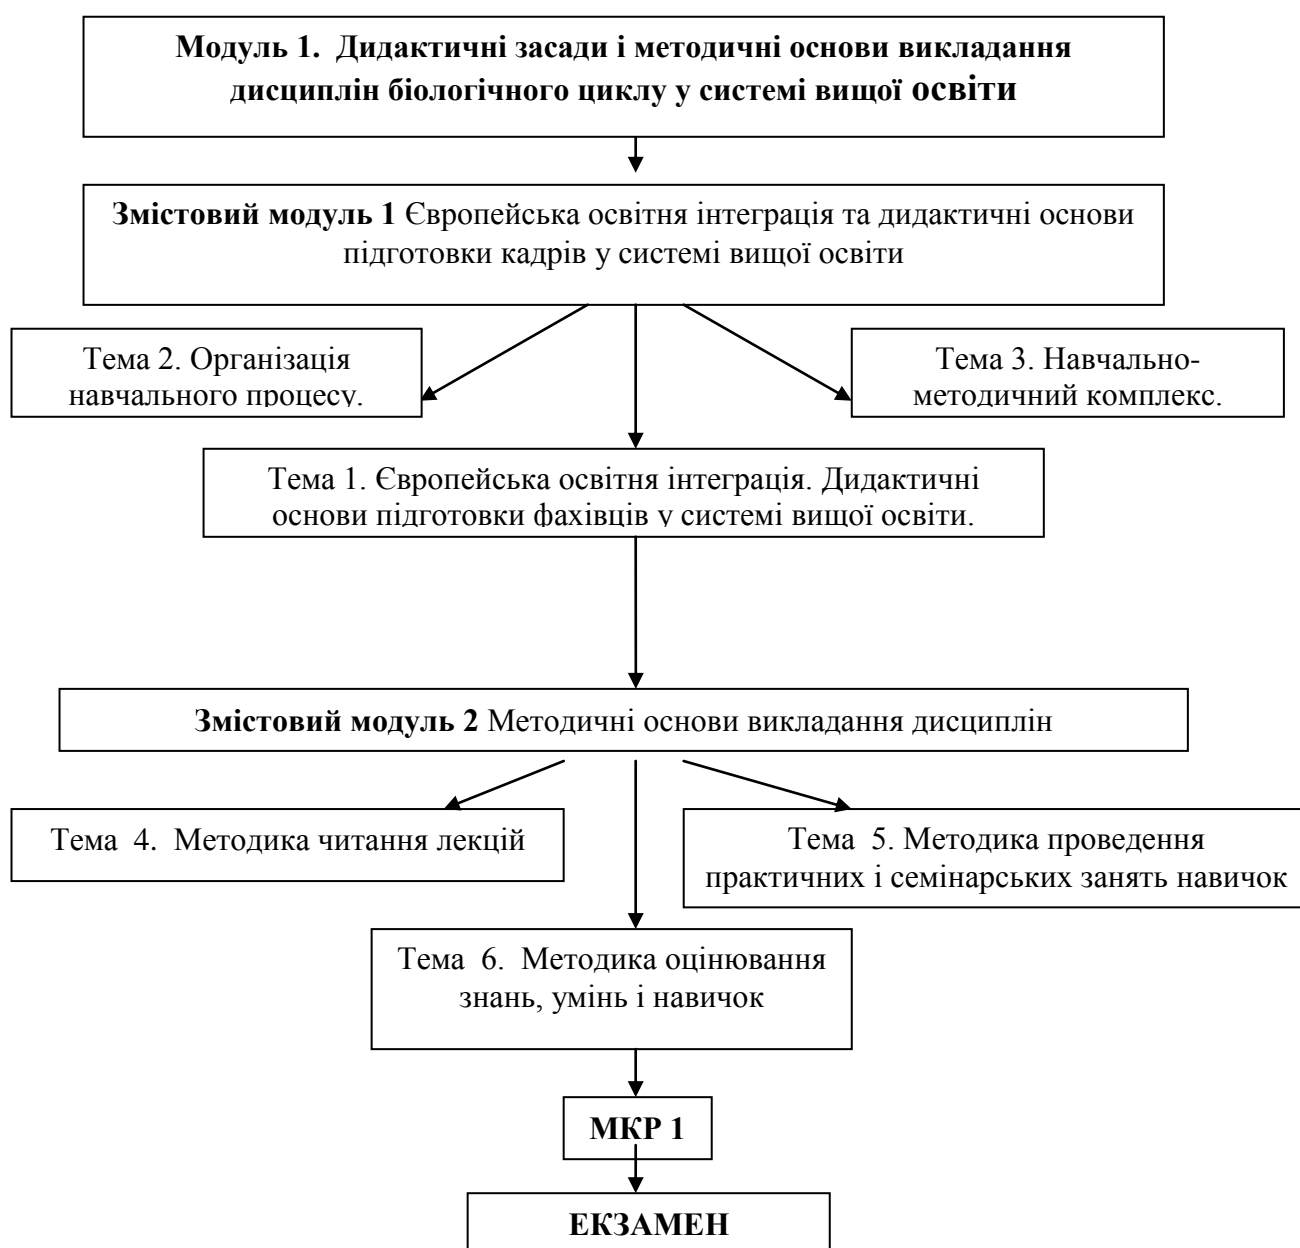 Модуль 1.  Дидактичні засади і методичні основи викладання
дисциплін біологічного циклу у системі вищої освіти
Змістовий модуль 1 Європейська освітня інтеграція та дидактичні основи
підготовки кадрів у системі вищої освіти
Тема 2. Організація
навчального процесу.
Тема 3. Навчально-
методичний комплекс.
Тема 1. Європейська освітня інтеграція. Дидактичні
основи підготовки фахівців у системі вищої освіти.
Змістовий модуль 2 Методичні основи викладання дисциплін
Тема  4.  Методика читання лекцій
Тема  5. Методика проведення
практичних і семінарських занять навичок
Тема  6.  Методика оцінювання
знань, умінь і навичок
МКР 1
ЕКЗАМЕН